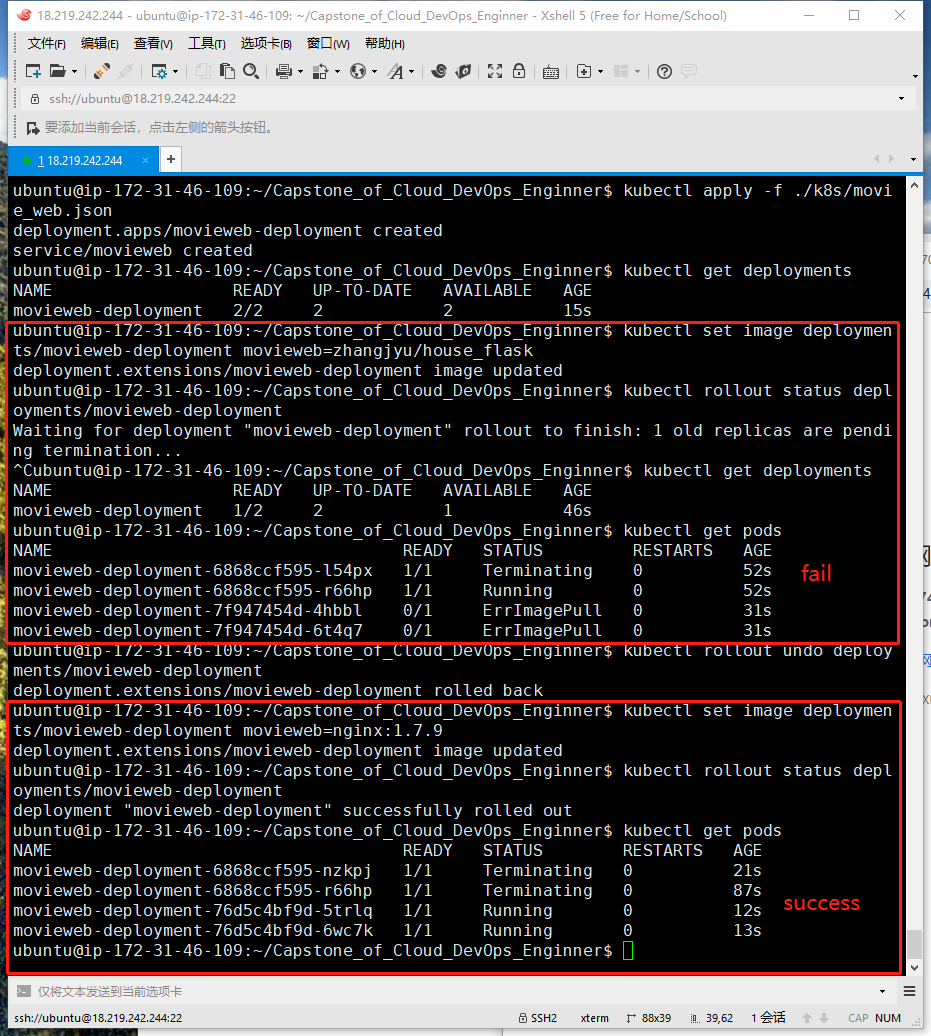 18.219.242.244 - ubuntu@ip-172-31-46-109: ~/Capstone_of_Cloud_DevOps_Enginner - Xshell 5 (Free for Home/School)
文件(F) 编辑(E) 查看(V) 工具(T) 选项卡(B) 窗口(W) 帮助(H)
ssh://ubuntu@18.219.242.244:22
要添加当前会话，点击左侧的箭头按钮。
1 18.219.242.244 × +
ubuntu@ip-172-31-46-109:~/Capstone_of_Cloud_DevOps_Enginner$ kubectl apply -f ./k8s/movi
e_web.json
deployment.apps/movieweb-deployment created
service/movieweb created
ubuntu@ip-172-31-46-109:~/Capstone_of_Cloud_DevOps_Enginner$ kubectl get deployments
NAME READY UP-TO-DATE AVAILABLE AGE
movieweb-deployment 2/2 2 2 15s
ubuntu@ip-172-31-46-109:~/Capstone_of_Cloud_DevOps_Enginner$ kubectl set image deploymen
ts/movieweb-deployment movieweb=zhangjyu/house_flask
deployment.extensions/movieweb-deployment image updated
ubuntu@ip-172-31-46-109:~/Capstone_of_Cloud_DevOps_Enginner$ kubectl rollout status depl
oyments/movieweb-deployment
Waiting for deployment "movieweb-deployment" rollout to finish: 1 old replicas are pendi
ng termination...
^Cubuntu@ip-172-31-46-109:~/Capstone_of_Cloud_DevOps_Enginner$ kubectl get deployments
NAME READY UP-TO-DATE AVAILABLE AGE
movieweb-deployment 1/2 2 1 46s
ubuntu@ip-172-31-46-109:~/Capstone_of_Cloud_DevOps_Enginner$ kubectl get pods
NAME READY STATUS RESTARTS AGE
movieweb-deployment-6868ccf595-l54px 1/1 Terminating 0 52s
movieweb-deployment-6868ccf595-r66hp 1/1 Running 0 52s
fail
movieweb-deployment-7f947454d-4hbbl 0/1 ErrImagePull 0 31s
movieweb-deployment-7f947454d-6t4q7 0/1 ErrImagePull 0 31s
ubuntu@ip-172-31-46-109:~/Capstone_of_Cloud_DevOps_Enginner$ kubectl rollout undo deploy
ments/movieweb-deployment
deployment.extensions/movieweb-deployment rolled back
ubuntu@ip-172-31-46-109:~/Capstone_of_Cloud_DevOps_Enginner$ kubectl set image deploymen
ts/movieweb-deployment movieweb=nginx:1.7.9
deployment.extensions/movieweb-deployment image updated
ubuntu@ip-172-31-46-109:~/Capstone_of_Cloud_DevOps_Enginner$ kubectl rollout status depl
oyments/movieweb-deployment
deployment "movieweb-deployment" successfully rolled out
ubuntu@ip-172-31-46-109:~/Capstone_of_Cloud_DevOps_Enginner$ kubectl get pods
NAME READY STATUS RESTARTS AGE
movieweb-deployment-6868ccf595-nzkpj 1/1 Terminating 0 21s
movieweb-deployment-6868ccf595-r66hp 1/1 Terminating 0 87s
movieweb-deployment-76d5c4bf9d-5trlq 1/1 Running 0 12s
success
movieweb-deployment-76d5c4bf9d-6wc7k 1/1 Running 0 13s
ubuntu@ip-172-31-46-109:~/Capstone_of_Cloud_DevOps_Enginner$
仅将文本发送到当前选项卡
ssh://ubuntu@18.219.242.244:22 SSH2 xterm 88x39 39,62 1 会话 CAP NUM